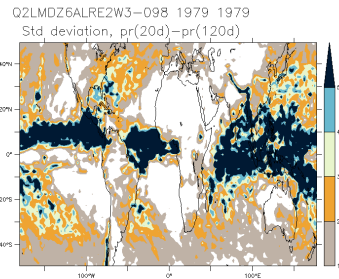 Q2LMDZ6ALRE2W3-098 1979 1979
Std deviation, pr(20d)-pr(120d)
40°N
20°N
0°
20°S
40°S
100°W
0°
100°E
5
4
3
2
1